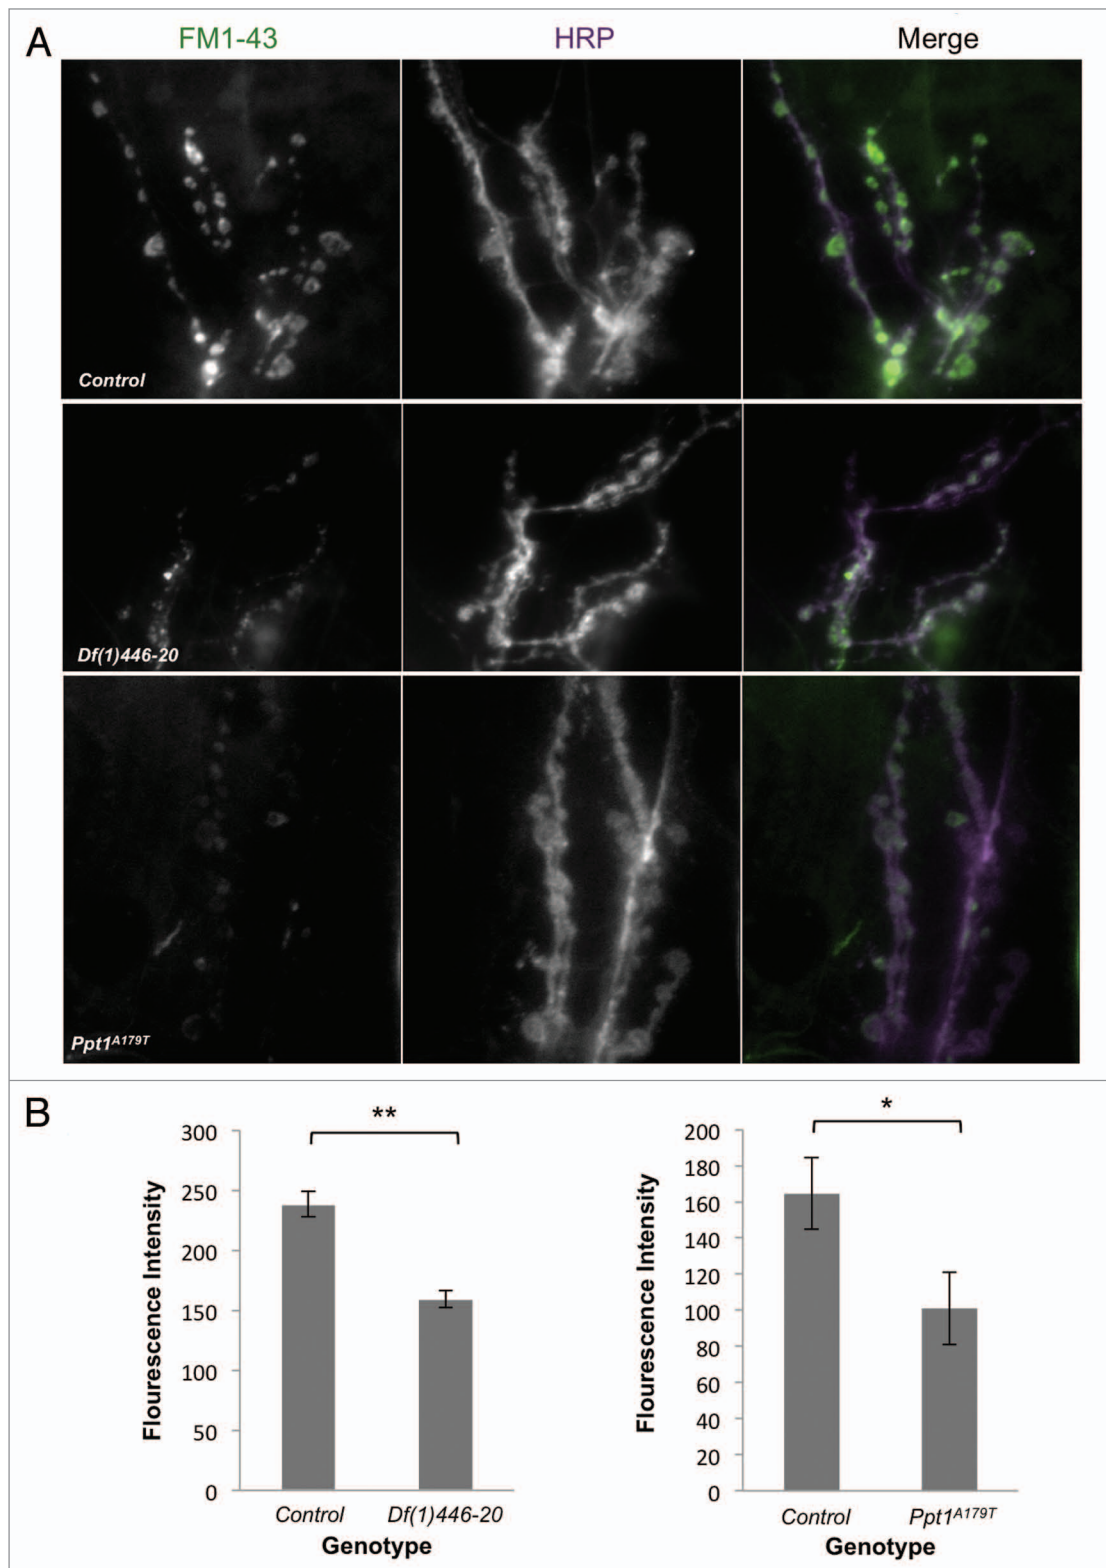 A
FM1-43 HRP Merge
Control
Df(1)446-20
Ppt1A179T
B
**
Flourescence Intensity
300
250
200
150
100
50
0
Control Df(1)446-20
Genotype
*
Flourescence Intensity
200
180
160
140
120
100
80
60
40
20
0
Control Ppt1A179T
Genotype